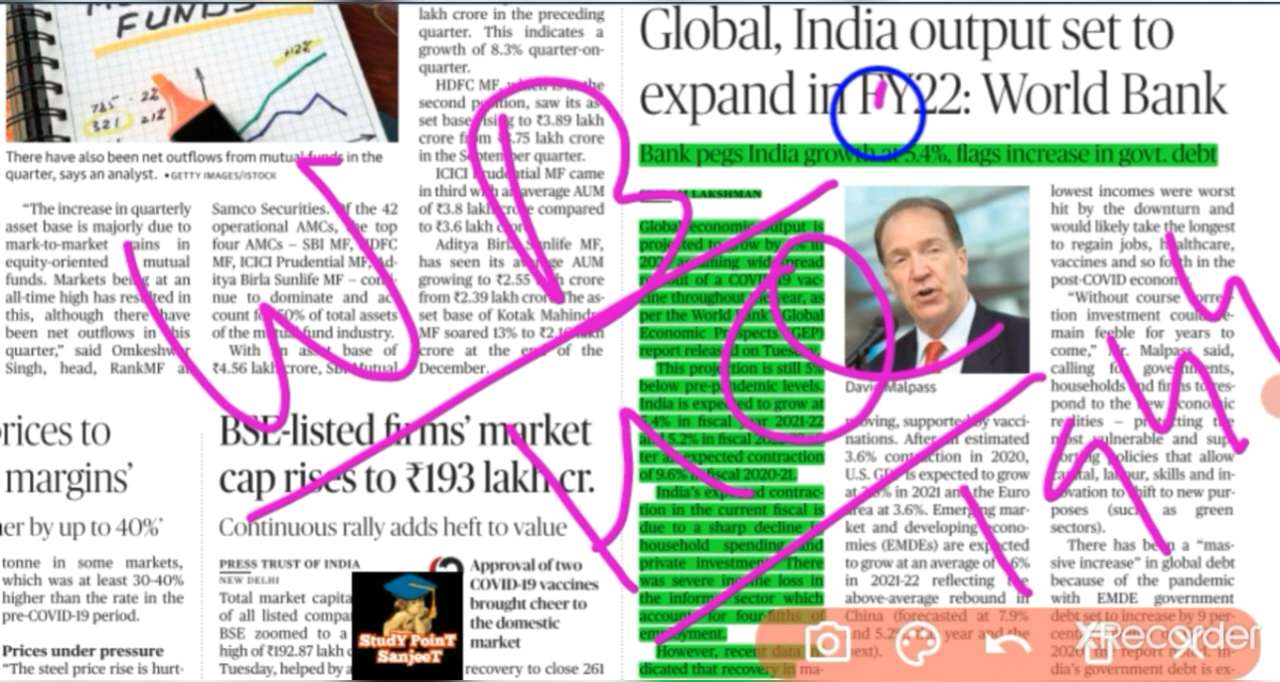 FUNDS
+122
725 · 22
321 212
There have also been net outflows from mutual funds in the
quarter, says an analyst. •GETTY IMAGES/ISTOCK
"The increase in quarterly
asset base is majorly due to
mark-to-market gains in
equity-oriented mutual
funds. Markets being at an
all-time high has resulted in
this, although there have
been net outflows in this
quarter," said Omkeshwar
Singh, head, RankMF at
Samco Securities. Of the 42
operational AMCs, the top
four AMCs – SBI MF, HDFC
MF, ICICI Prudential MF, Ad-
itya Birla Sunlife MF – conti-
nue to dominate and ac
count for 50% of total assets
of the mutual fund industry.
With an asset base of
₹4.56 lakh crore, SBI Mutual
lakh crore in the preceding
quarter. This indicates a
growth of 8.3% quarter-on-
quarter.
HDFC MF, which is the
second position, saw its as-
set base rising to ₹3.89 lakh
crore from .75 lakh crore
in the September quarter.
ICICI Prudential MF came
in third with average AUM
of ₹3.8 lakh crore compared
to ₹3.6 lakh crore.
Aditya Birla Sunlife MF,
has seen its average AUM
growing to ₹2.55 lakh crore
from ₹2.39 lakh crore. The as-
set base of Kotak Mahindra
MF soared 13% to lakh
crore at the end of the
December.
rices to
margins'
er by up to 40%'
tonne in some markets,
which was at least 30-40%
higher than the rate in the
pre-COVID-19 period.
Prices under pressure
"The steel price rise is hurt-
BSE-listed firms' market
cap rises to ₹193 lakh cr.
Continuous rally adds heft to value
PRESS TRUST OF INDIA
NEW DELHI
Total market capita
of all listed compa
BSE zoomed to a
high of ₹192.87 lakh c
Tuesday, helped by a
Approval of two
COVID-19 vaccines
brought cheer to
the domestic
market
recovery to close 261
StudY PoinT
SanjeeT
Global, India output set to
expand in FY22: World Bank
Bank pegs India growth at 5.4%, flags increase in govt. debt
LAKSHMAN
Global economic output is
projected to grow by 4% in
2021 assuming widespread
rollout of a COVID-19 vac-
cine throughout the year, as
per the World Bank's Global
Economic Prospects (GEP)
report released on Tuesday.
This projection is still 5%
below pre-pandemic levels.
India is expected to grow at
5.4% in fiscal year 2021-22
and 5.2% in fiscal
ter expected contraction
of 9.6% fiscal 2020-21.
India's expected contrac-
tion in the current fiscal is
due to a sharp decline in
household spending and
private investment. There
was severe income loss in
the informal sector which
accounts for four-fifths of
employment.
However, recent data in-
dicated that recovery in ma-
David Malpass
proving, supported by vacci-
nations. After an estimated
3.6% contraction in 2020,
U.S. GDP is expected to grow
at % in 2021 and the Euro
area at 3.6%. Emerging mar-
ket and developing econo-
mies (EMDEs) are expected
to grow at an average of .6%
in 2021-22 reflecting the
above-average rebound in
China (forecasted at 7.9%
and 5.2% year and the
next).
lowest incomes were worst
hit by the downturn and
would likely take the longest
to regain jobs, healthcare,
vaccines and so forth in the
post-COVID economy.
"Without course correc-
tion investment could re-
main feeble for years to
come," Mr. Malpass said,
calling for governments,
households and firms to res-
pond to the new economic
realities – protecting the
most vulnerable and sup-
porting policies that allow
capital, labour, skills and in-
novation to shift to new pur-
poses (such as green
sectors).
There has been a "mas-
sive increase" in global debt
because of the pandemic
with EMDE government
debt set to increase by 9 per-
cent
2020, the report
dia's government debt is ex-
XRecorder